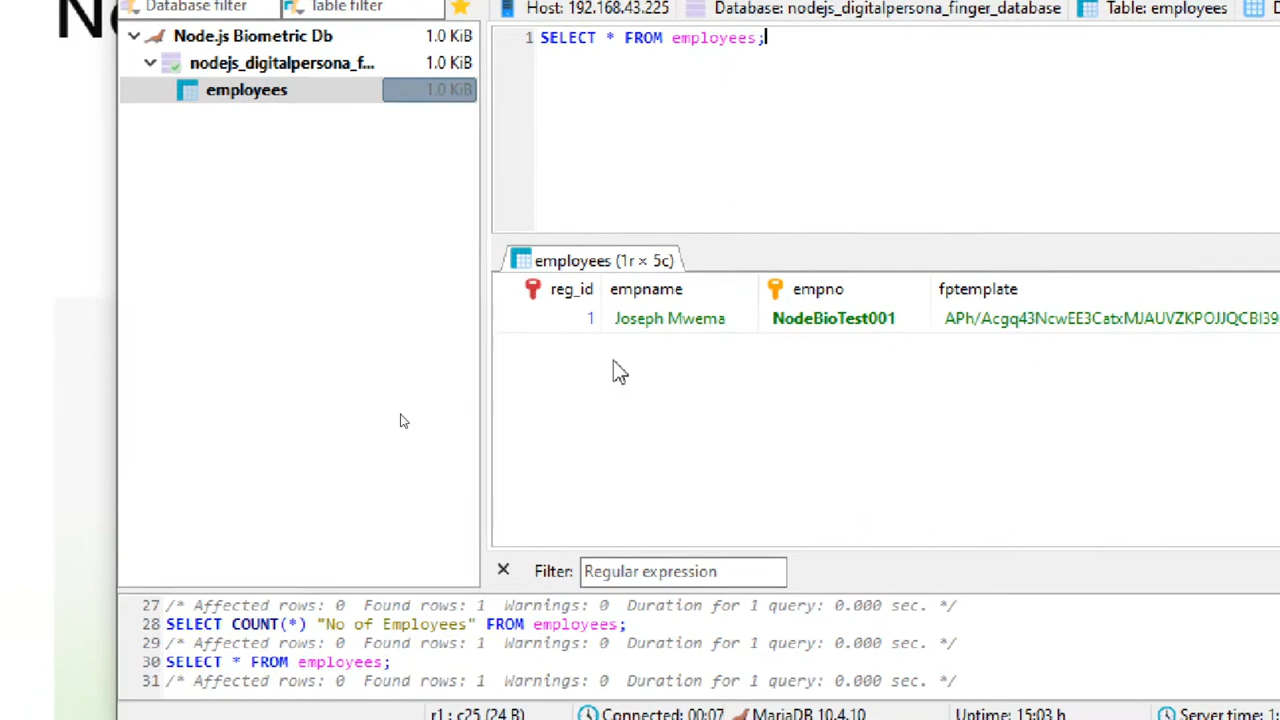 Database filter
Table filter
Host: 192.168.43.225
Database: nodejs_digitalpersona_finger_database
Table: employees
Node.js Biometric Db 1.0 KiB
nodejs_digitalpersona_f... 1.0 KiB
employees 1.0 KiB
1 SELECT * FROM employees;
employees (1r × 5c)
reg_id empname empno fptemplate
1 Joseph Mwema NodeBioTest001
Filter: Regular expression
27 /* Affected rows: 0 Found rows: 1 Warnings: 0 Duration for 1 query: 0.000 sec. */
28 SELECT COUNT(*) "No of Employees" FROM employees;
29 /* Affected rows: 0 Found rows: 1 Warnings: 0 Duration for 1 query: 0.000 sec. */
30 SELECT * FROM employees;
31 /* Affected rows: 0 Found rows: 1 Warnings: 0 Duration for 1 query: 0.000 sec. */
r1 : c25 (24 B)
Connected: 00:07
MariaDB 10.4.10
Uptime: 15:03 h
Server time: 1: